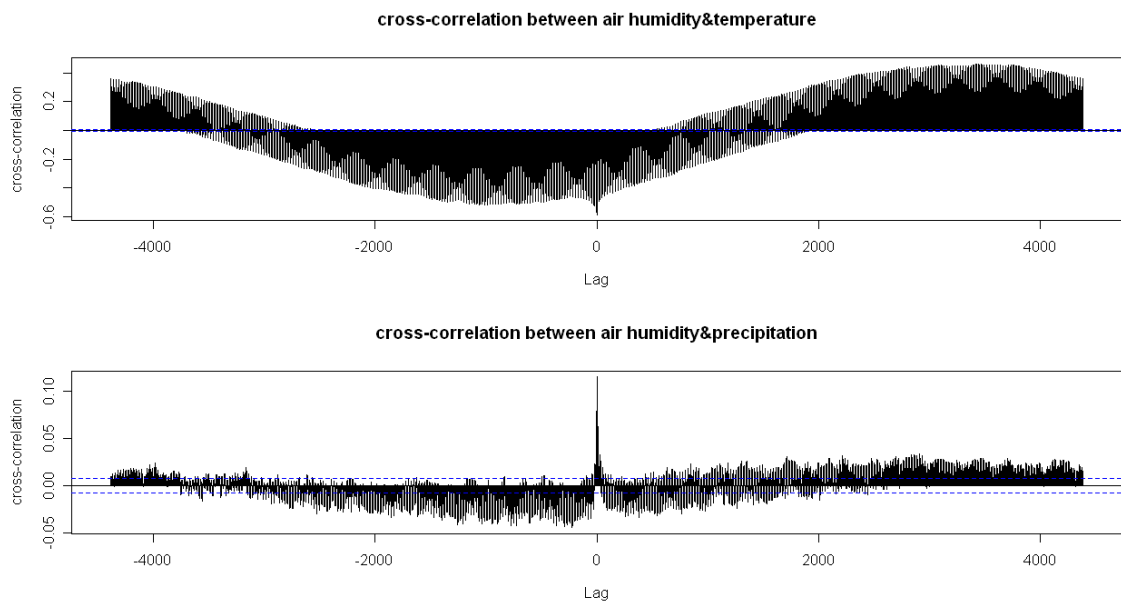 cross-correlation between air humidity&temperature
cross-correlation
0.2
-0.2
-0.6
-4000 -2000 0 2000 4000
Lag
cross-correlation between air humidity&precipitation
cross-correlation
0.10
0.05
0.00
-0.05
-4000 -2000 0 2000 4000
Lag